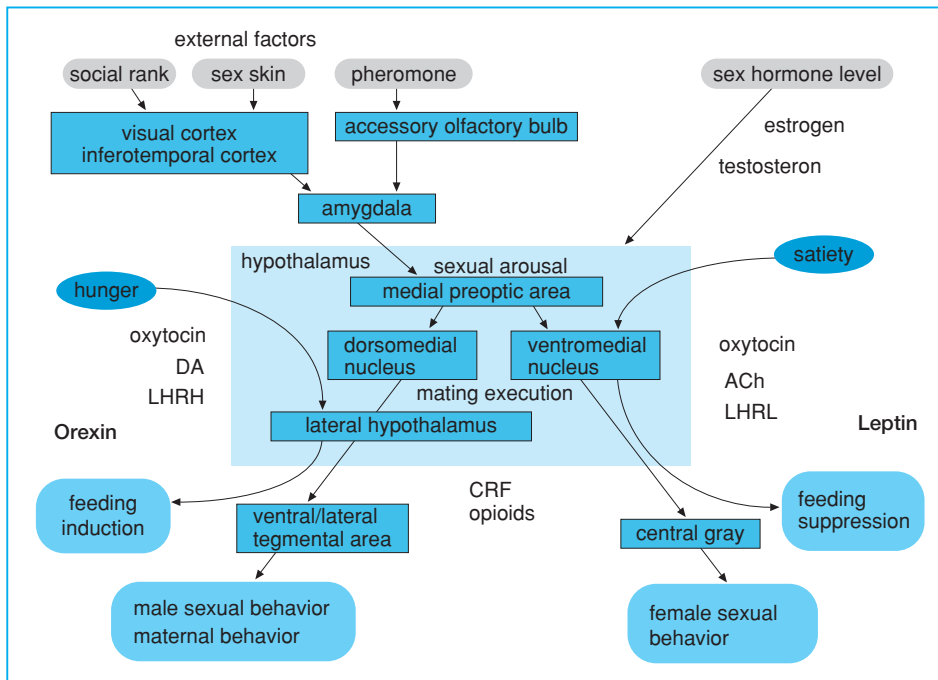 external factors
social rank
sex skin
pheromone
sex hormone level
visual cortex
inferotemporal cortex
accessory olfactory bulb
estrogen
testosteron
amygdala
hypothalamus
sexual arousal
satiety
hunger
medial preoptic area
oxytocin
DA
LHRH
dorsomedial
nucleus
ventromedial
nucleus
oxytocin
ACh
LHRL
mating execution
lateral hypothalamus
Orexin
Leptin
feeding
induction
CRF
opioids
feeding
suppression
ventral/lateral
tegmental area
central gray
male sexual behavior
maternal behavior
female sexual
behavior